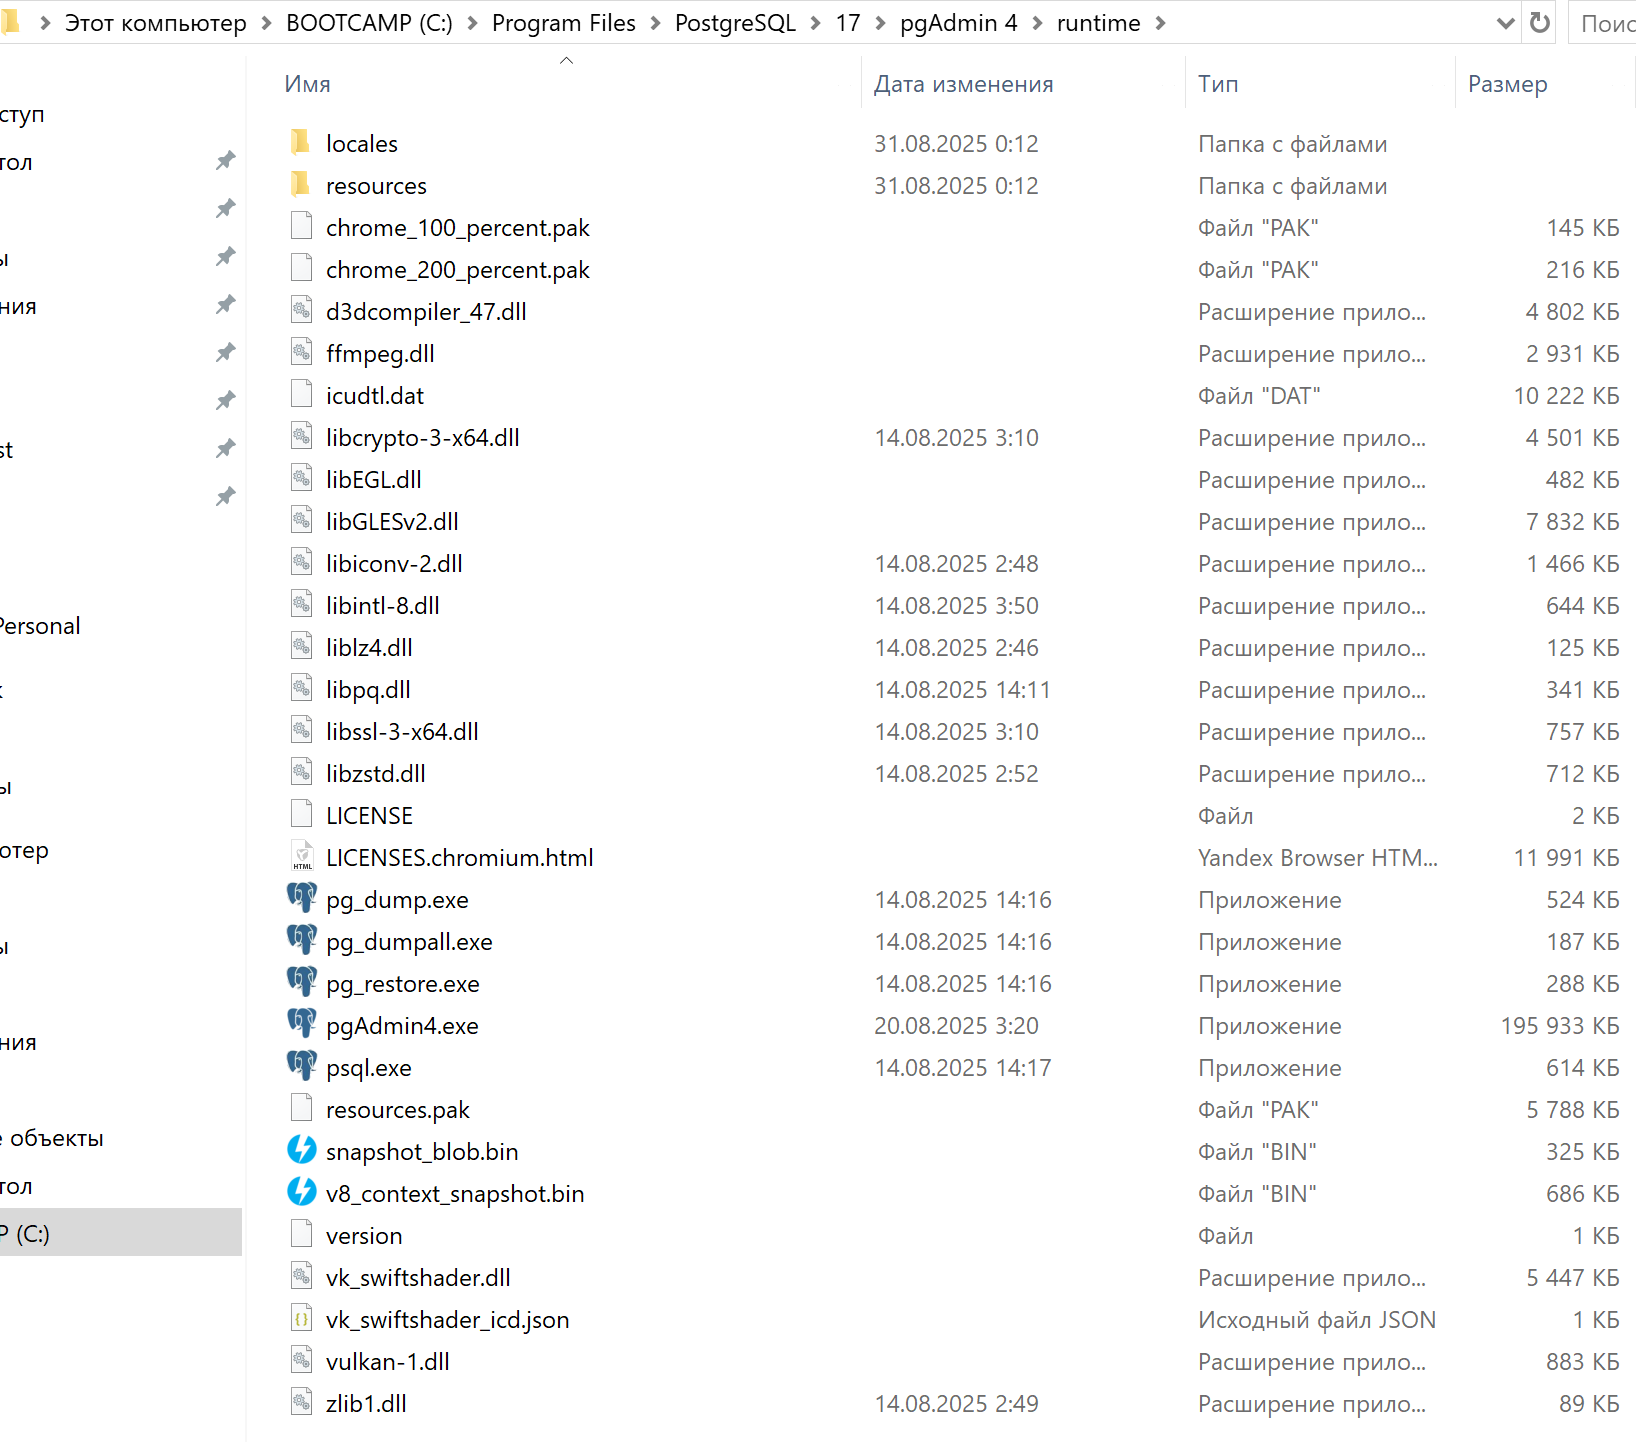 Этот компьютер BOOTCAMP (C:) Program Files PostgreSQL 17 pgAdmin 4 runtime
Имя Дата изменения Тип Размер
locales 31.08.2025 0:12 Папка с файлами
resources 31.08.2025 0:12 Папка с файлами
chrome_100_percent.pak Файл "PAK" 145 КБ
chrome_200_percent.pak Файл "PAK" 216 КБ
d3dcompiler_47.dll Расширение прило... 4 802 КБ
ffmpeg.dll Расширение прило... 2 931 КБ
icudtl.dat Файл "DAT" 10 222 КБ
libcrypto-3-x64.dll 14.08.2025 3:10 Расширение прило... 4 501 КБ
libEGL.dll Расширение прило... 482 КБ
libGLESv2.dll Расширение прило... 7 832 КБ
libiconv-2.dll 14.08.2025 2:48 Расширение прило... 1 466 КБ
libintl-8.dll 14.08.2025 3:50 Расширение прило... 644 КБ
liblz4.dll 14.08.2025 2:46 Расширение прило... 125 КБ
libpq.dll 14.08.2025 14:11 Расширение прило... 341 КБ
libssl-3-x64.dll 14.08.2025 3:10 Расширение прило... 757 КБ
libzstd.dll 14.08.2025 2:52 Расширение прило... 712 КБ
LICENSE Файл 2 КБ
LICENSES.chromium.html Yandex Browser HTM... 11 991 КБ
pg_dump.exe 14.08.2025 14:16 Приложение 524 КБ
pg_dumpall.exe 14.08.2025 14:16 Приложение 187 КБ
pg_restore.exe 14.08.2025 14:16 Приложение 288 КБ
pgAdmin4.exe 20.08.2025 3:20 Приложение 195 933 КБ
psql.exe 14.08.2025 14:17 Приложение 614 КБ
resources.pak Файл "PAK" 5 788 КБ
snapshot_blob.bin Файл "BIN" 325 КБ
v8_context_snapshot.bin Файл "BIN" 686 КБ
version Файл 1 КБ
vk_swiftshader.dll Расширение прило... 5 447 КБ
vk_swiftshader_icd.json Исходный файл JSON 1 КБ
vulkan-1.dll Расширение прило... 883 КБ
zlib1.dll 14.08.2025 2:49 Расширение прило... 89 КБ
Personal
объекты
(C:)